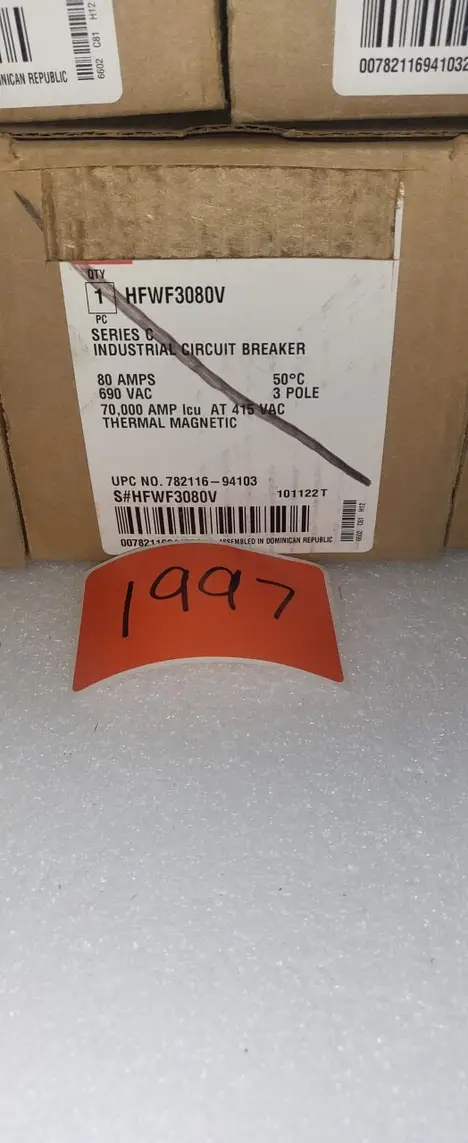 NICAN REPUBLIC
6602 C81 H12
00782116941032
QTY
1 HFWF3080V
PC
SERIES C
INDUSTRIAL CIRCUIT BREAKER
80 AMPS 50°C
690 VAC 3 POLE
70,000 AMP Icu AT 415 VAC
THERMAL MAGNETIC
UPC NO. 782116-94103
S#HFWF3080V 101122T
ASSEMBLED IN DOMINICAN REPUBLIC
6602 C81 H12
1997